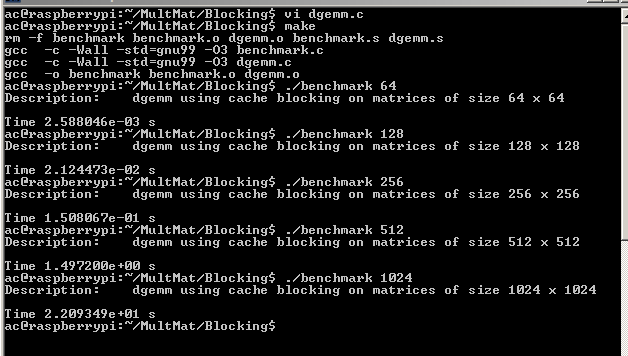 ac@raspberrypi:~/MultMat/Blocking$ vi dgemm.c
ac@raspberrypi:~/MultMat/Blocking$ make
rm -f benchmark benchmark.o dgemm.o benchmark.s dgemm.s
gcc  -c -Wall -std=gnu99 -O3 benchmark.c
gcc  -c -Wall -std=gnu99 -O3 dgemm.c
gcc  -o benchmark benchmark.o dgemm.o
ac@raspberrypi:~/MultMat/Blocking$ ./benchmark 64
Description:    dgemm using cache blocking on matrices of size 64 x 64
Time 2.588046e-03 s
ac@raspberrypi:~/MultMat/Blocking$ ./benchmark 128
Description:    dgemm using cache blocking on matrices of size 128 x 128
Time 2.124473e-02 s
ac@raspberrypi:~/MultMat/Blocking$ ./benchmark 256
Description:    dgemm using cache blocking on matrices of size 256 x 256
Time 1.508067e-01 s
ac@raspberrypi:~/MultMat/Blocking$ ./benchmark 512
Description:    dgemm using cache blocking on matrices of size 512 x 512
Time 1.497200e+00 s
ac@raspberrypi:~/MultMat/Blocking$ ./benchmark 1024
Description:    dgemm using cache blocking on matrices of size 1024 x 1024
Time 2.209349e+01 s
ac@raspberrypi:~/MultMat/Blocking$